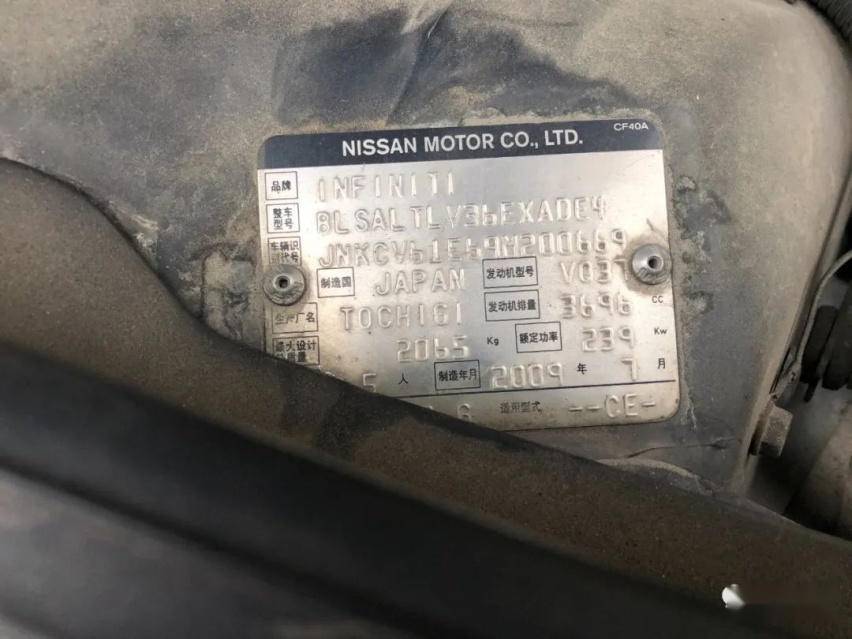 NISSAN MOTOR CO., LTD. CF40A
品牌 INFINITI
整车型号 BLSALTLV36EXADE4
车辆识别代号 JNKCV61E69M200669
制造国 JAPAN 发动机型号 VQ37
生产厂名 TOCHIGI 发动机排量 3696 CC
最大设计总质量 2065 Kg 额定功率 239 Kw
5 人 制造年月 2009 年 7 月
G 适用型式 --CE-